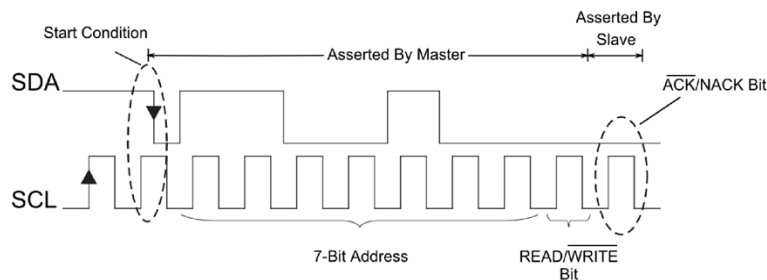 Start Condition
Asserted By Master
Asserted By
Slave
SDA
ACK/NACK Bit
SCL
7-Bit Address
READ/WRITE
Bit